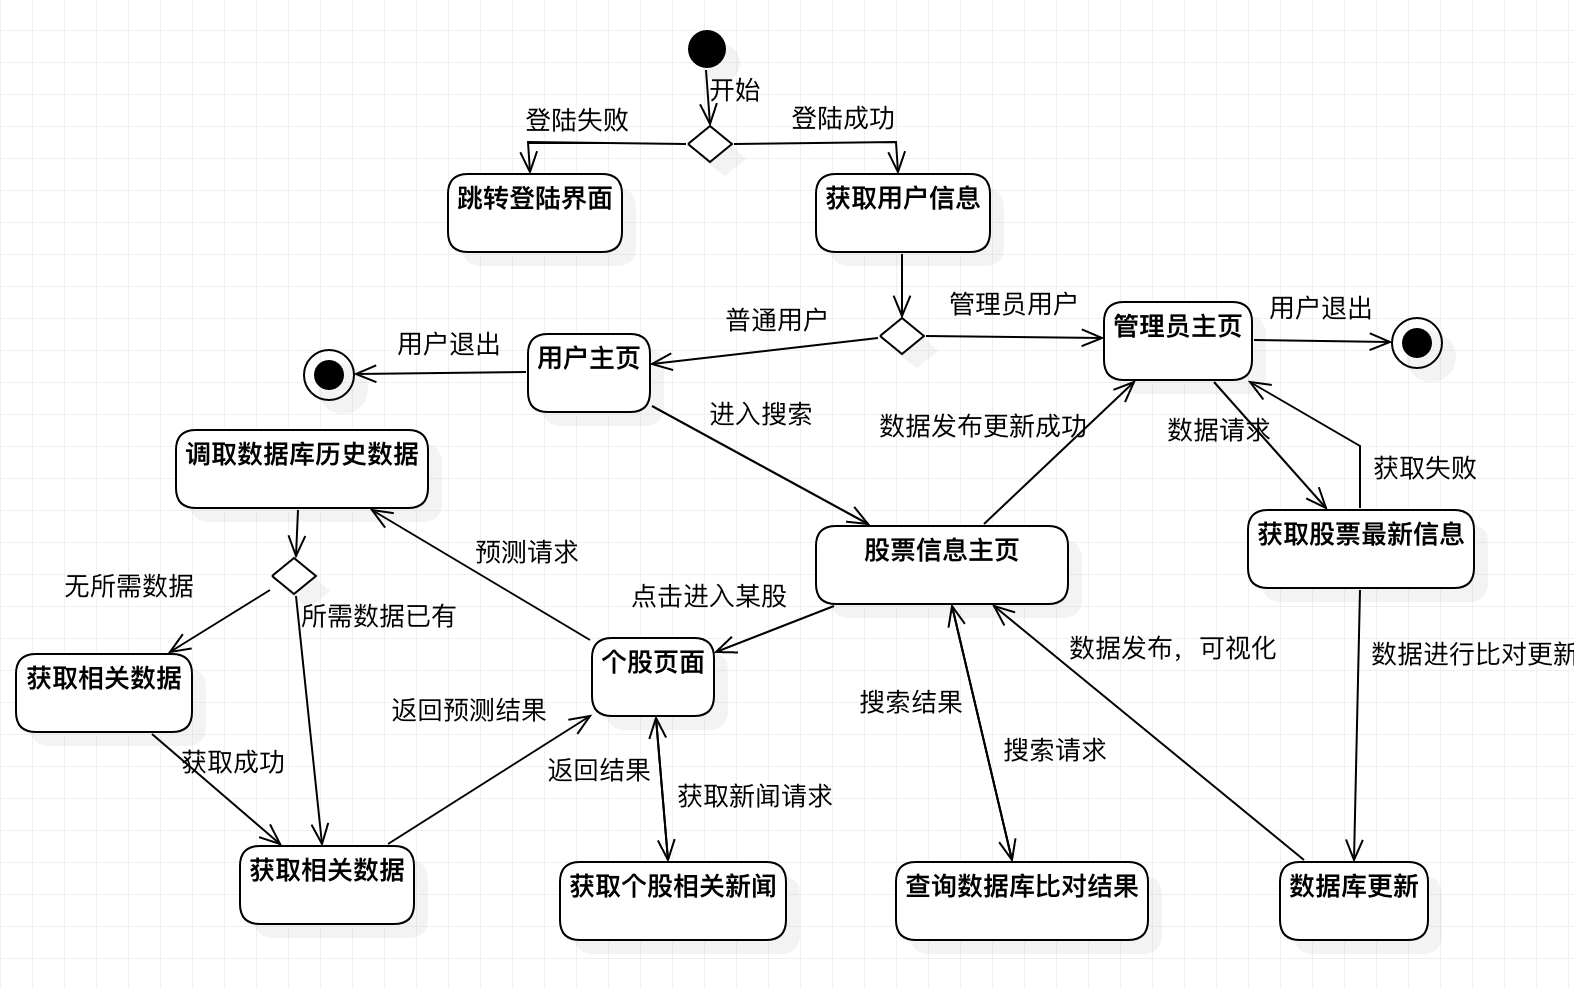 开始
登陆失败
登陆成功
跳转登陆界面
获取用户信息
普通用户
管理员用户
用户退出
用户主页
管理员主页
用户退出
进入搜索
数据发布更新成功
数据请求
调取数据库历史数据
获取失败
预测请求
股票信息主页
获取股票最新信息
无所需数据
所需数据已有
点击进入某股
获取相关数据
个股页面
数据发布，可视化
数据进行比对更新
返回预测结果
搜索结果
获取成功
返回结果
搜索请求
获取新闻请求
获取相关数据
获取个股相关新闻
查询数据库比对结果
数据库更新